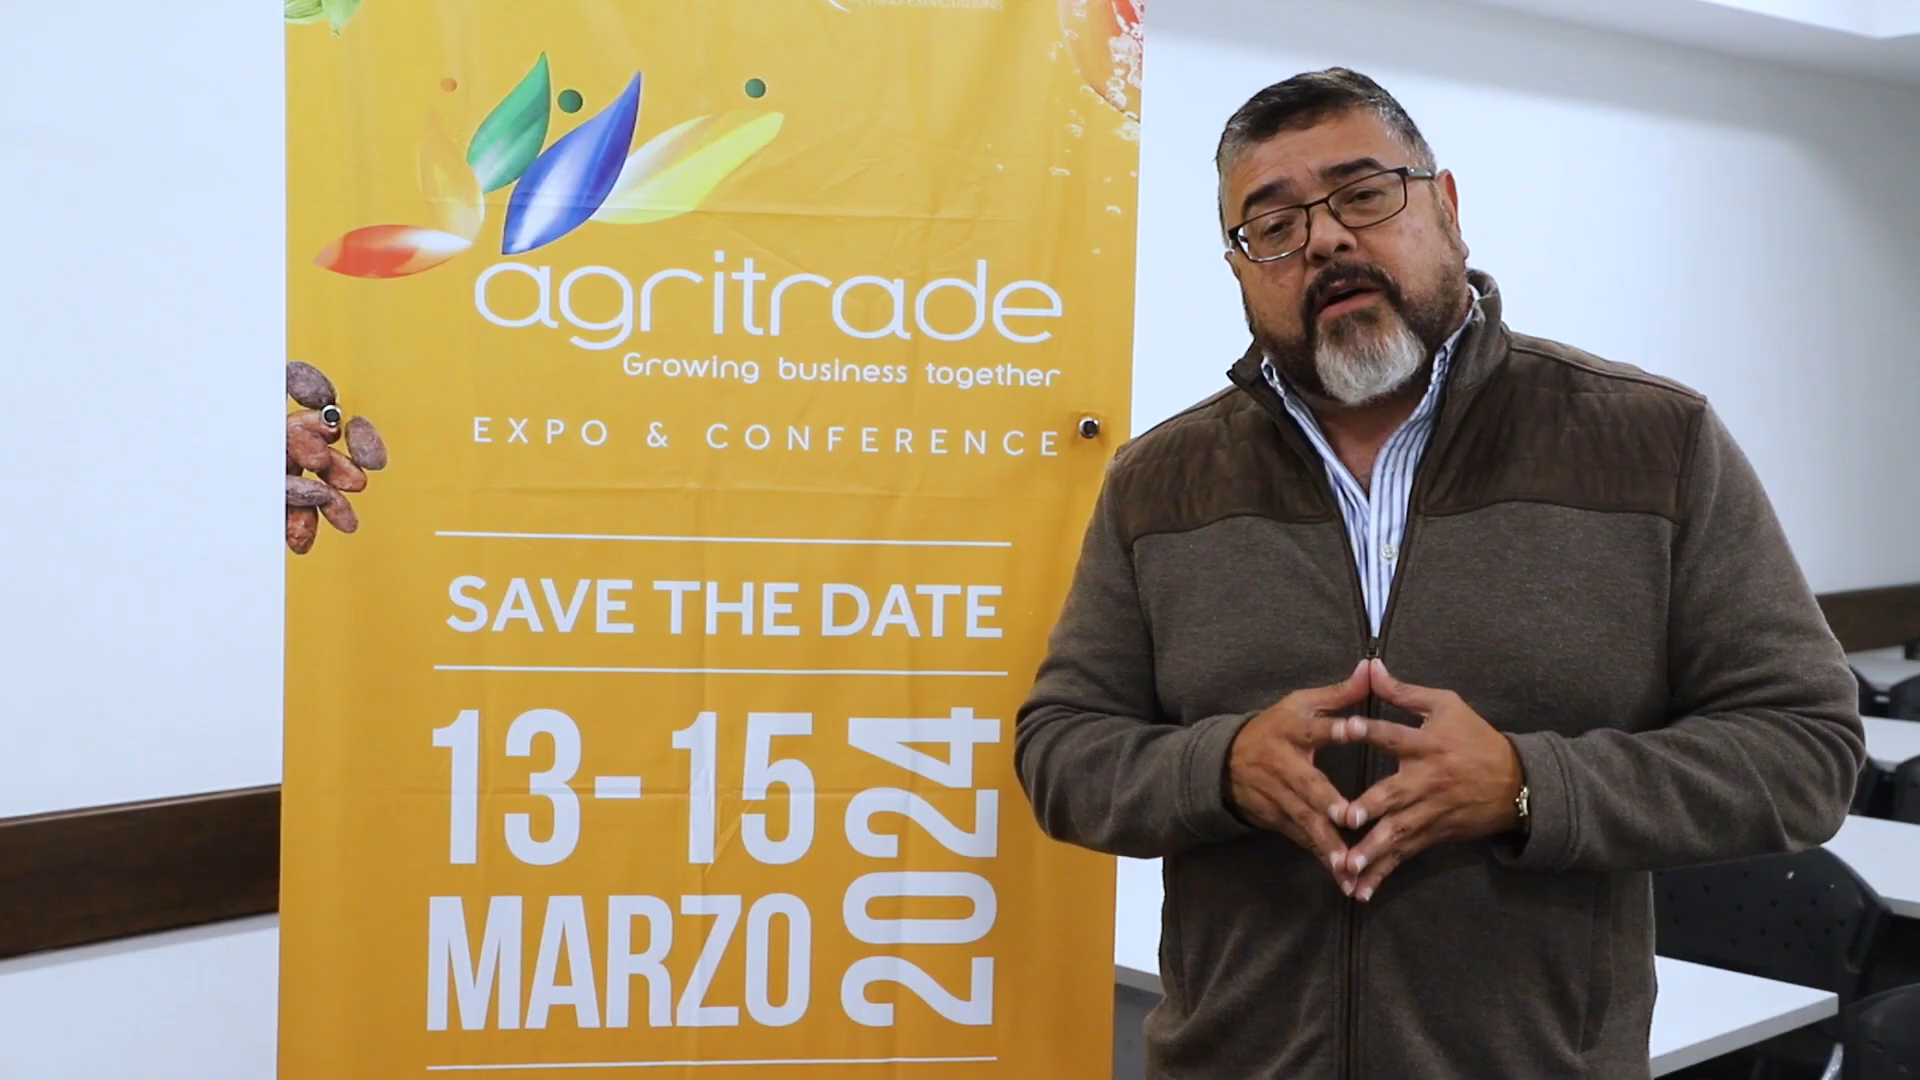 agritrade
Growing business together
EXPO & CONFERENCE
SAVE THE DATE
13-15
MARZO
2024